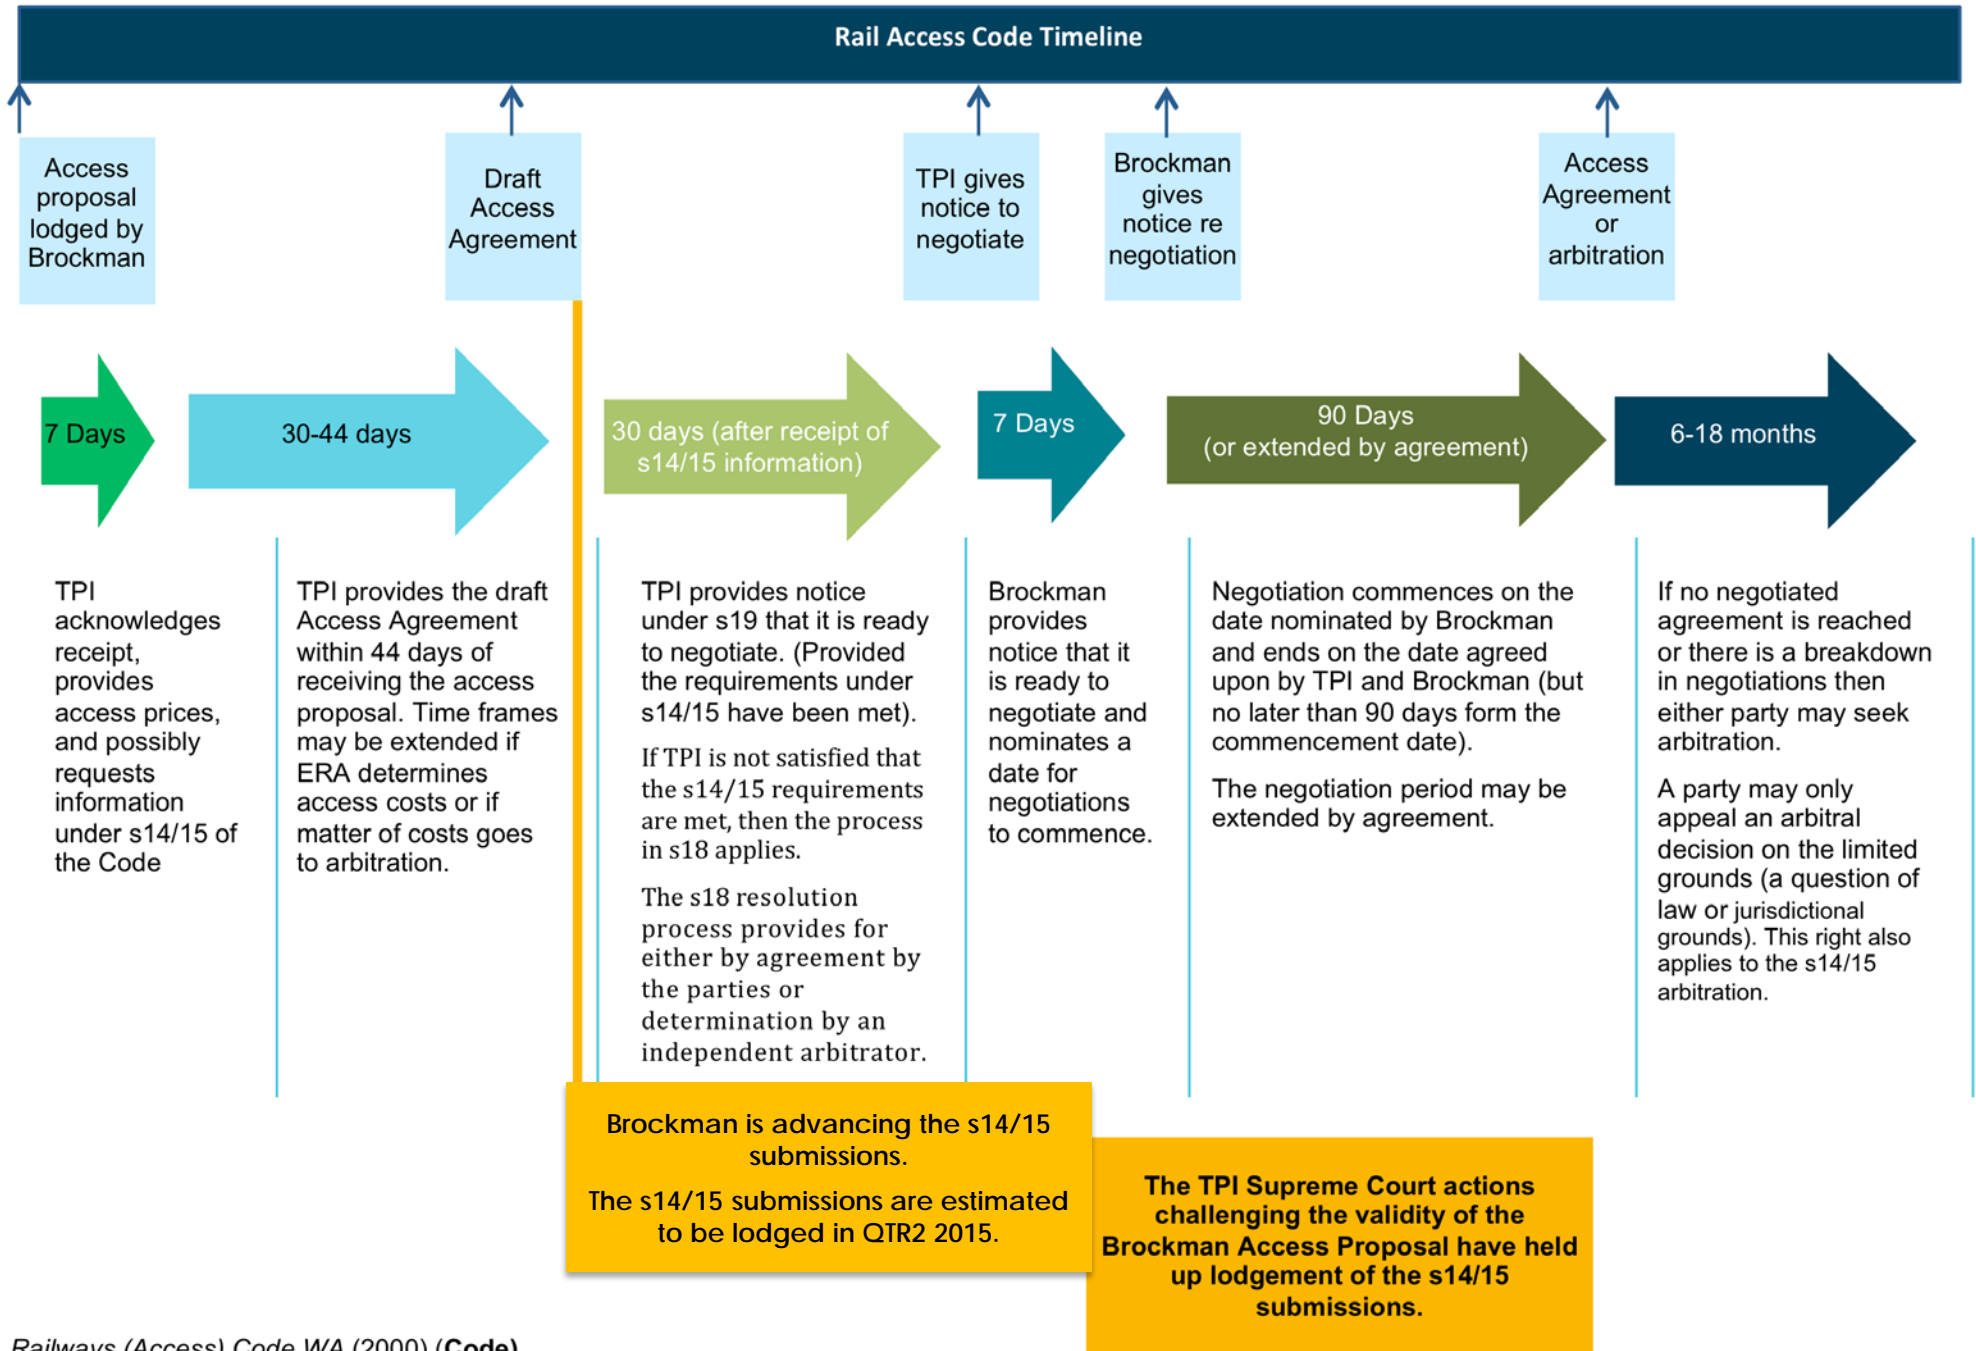 Rail Access Code Timeline
Access
proposal
lodged by
Brockman
Draft
Access
Agreement
TPI gives
notice to
negotiate
Brockman
gives
notice re
negotiation
Access
Agreement
or
arbitration
7 Days
30-44 days
30 days (after receipt of
s14/15 information)
7 Days
90 Days
(or extended by agreement)
6-18 months
TPI
acknowledges
receipt,
provides
access prices,
and possibly
requests
information
under s14/15 of
the Code
TPI provides the draft
Access Agreement
within 44 days of
receiving the access
proposal. Time frames
may be extended if
ERA determines
access costs or if
matter of costs goes
to arbitration.
TPI provides notice
under s19 that it is ready
to negotiate. (Provided
the requirements under
s14/15 have been met).
If TPI is not satisfied that
the s14/15 requirements
are met, then the process
in s18 applies.
The s18 resolution
process provides for
either by agreement by
the parties or
determination by an
independent arbitrator.
Brockman
provides
notice that it
is ready to
negotiate and
nominates a
date for
negotiations
to commence.
Negotiation commences on the
date nominated by Brockman
and ends on the date agreed
upon by TPI and Brockman (but
no later than 90 days form the
commencement date).
The negotiation period may be
extended by agreement.
If no negotiated
agreement is reached
or there is a breakdown
in negotiations then
either party may seek
arbitration.
A party may only
appeal an arbitral
decision on the limited
grounds (a question of
law or jurisdictional
grounds). This right also
applies to the s14/15
arbitration.
Brockman is advancing the s14/15
submissions.
The s14/15 submissions are estimated
to be lodged in QTR2 2015.
The TPI Supreme Court actions
challenging the validity of the
Brockman Access Proposal have held
up lodgement of the s14/15
submissions.
Railways (Access) Code WA (2000) (Code)